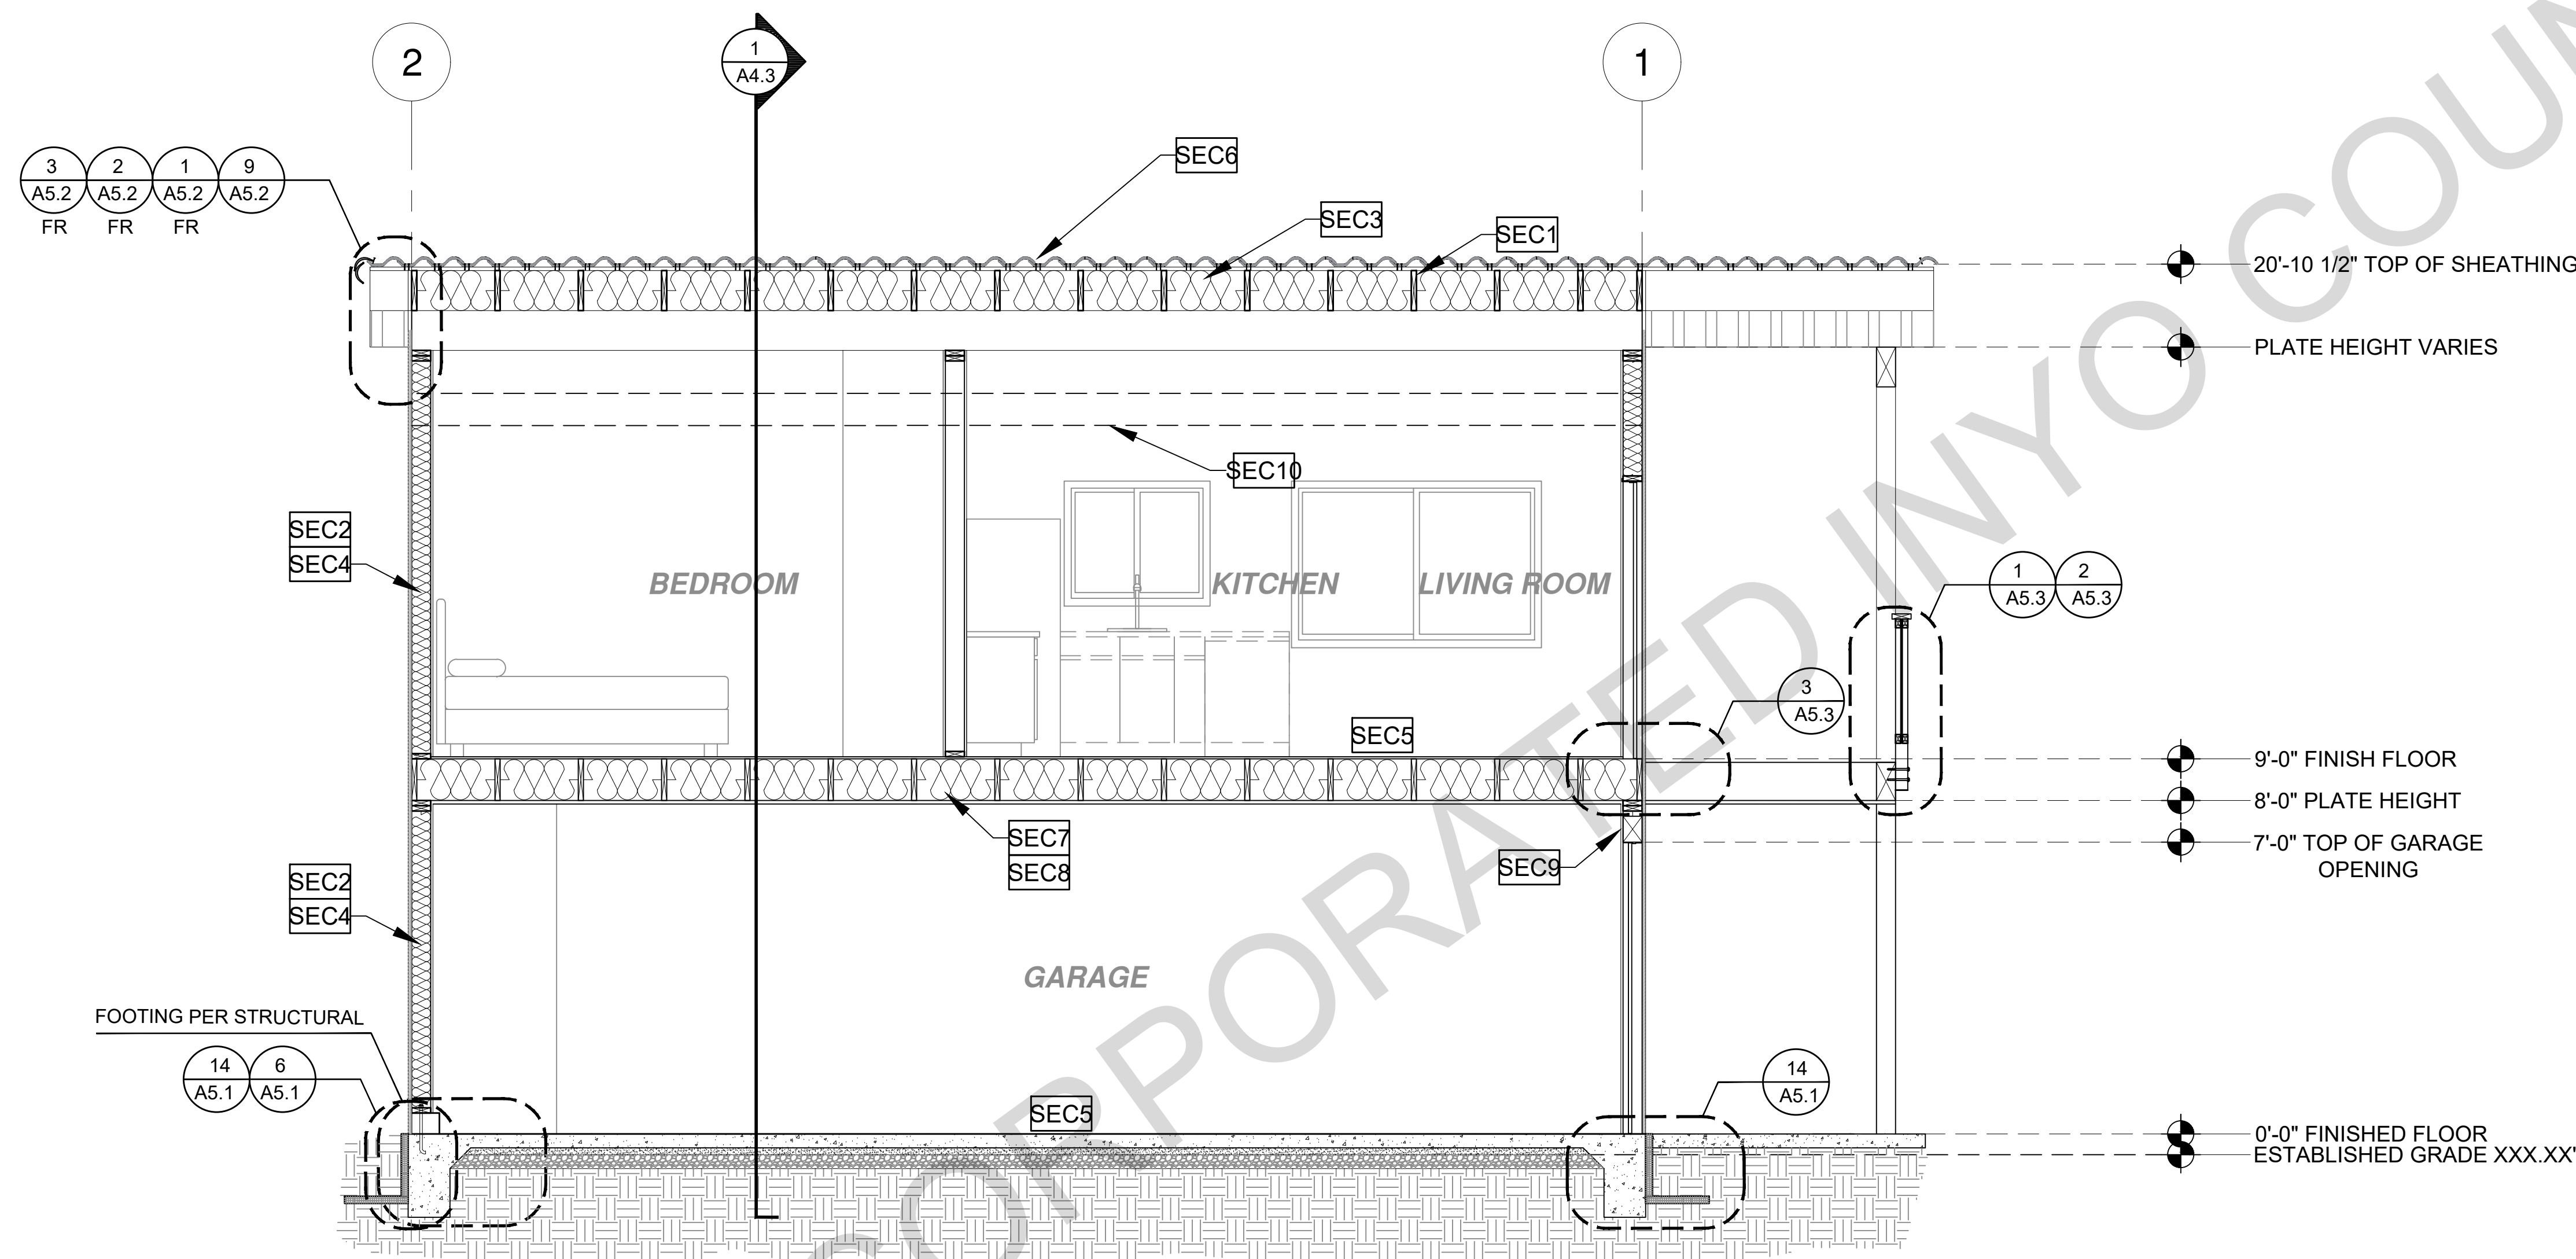 2
1
A4.3
1
3
A5.2
FR
2
A5.2
FR
1
A5.2
FR
9
A5.2
SEC6
SEC3
SEC1
20'-10 1/2" TOP OF SHEATHING
PLATE HEIGHT VARIES
SEC10
SEC2
SEC4
BEDROOM
KITCHEN
LIVING ROOM
1
A5.3
2
A5.3
3
A5.3
SEC5
9'-0" FINISH FLOOR
8'-0" PLATE HEIGHT
7'-0" TOP OF GARAGE
OPENING
SEC7
SEC8
SEC9
SEC2
SEC4
GARAGE
FOOTING PER STRUCTURAL
14
A5.1
6
A5.1
SEC5
14
A5.1
0'-0" FINISHED FLOOR
ESTABLISHED GRADE XXX.XX'
CORPORATED INYO COUN